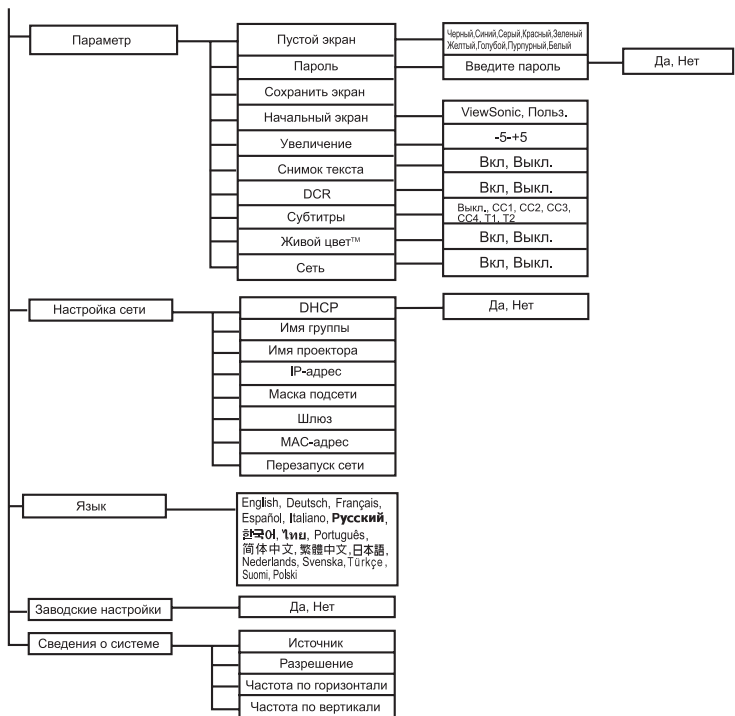 Параметр
Пустой экран
Черный,Синий,Серый,Красный,Зеленый
Желтый,Голубой,Пурпурный,Белый
Пароль
Введите пароль
Да, Нет
Сохранить экран
Начальный экран
ViewSonic, Польз.
Увеличение
-5-+5
Снимок текста
Вкл, Выкл.
DCR
Вкл, Выкл.
Субтитры
Выкл., CC1, CC2, CC3,
CC4, T1, T2
Живой цвет™
Вкл, Выкл.
Сеть
Вкл, Выкл.
Настройка сети
DHCP
Да, Нет
Имя группы
Имя проектора
IP-адрес
Маска подсети
Шлюз
MAC-адрес
Перезапуск сети
Язык
English, Deutsch, Français,
Español, Italiano, Русский,
한국어, ไทย, Português,
简体中文, 繁體中文, 日本語,
Nederlands, Svenska, Türkçe,
Suomi, Polski
Заводские настройки
Да, Нет
Сведения о системе
Источник
Разрешение
Частота по горизонтали
Частота по вертикали